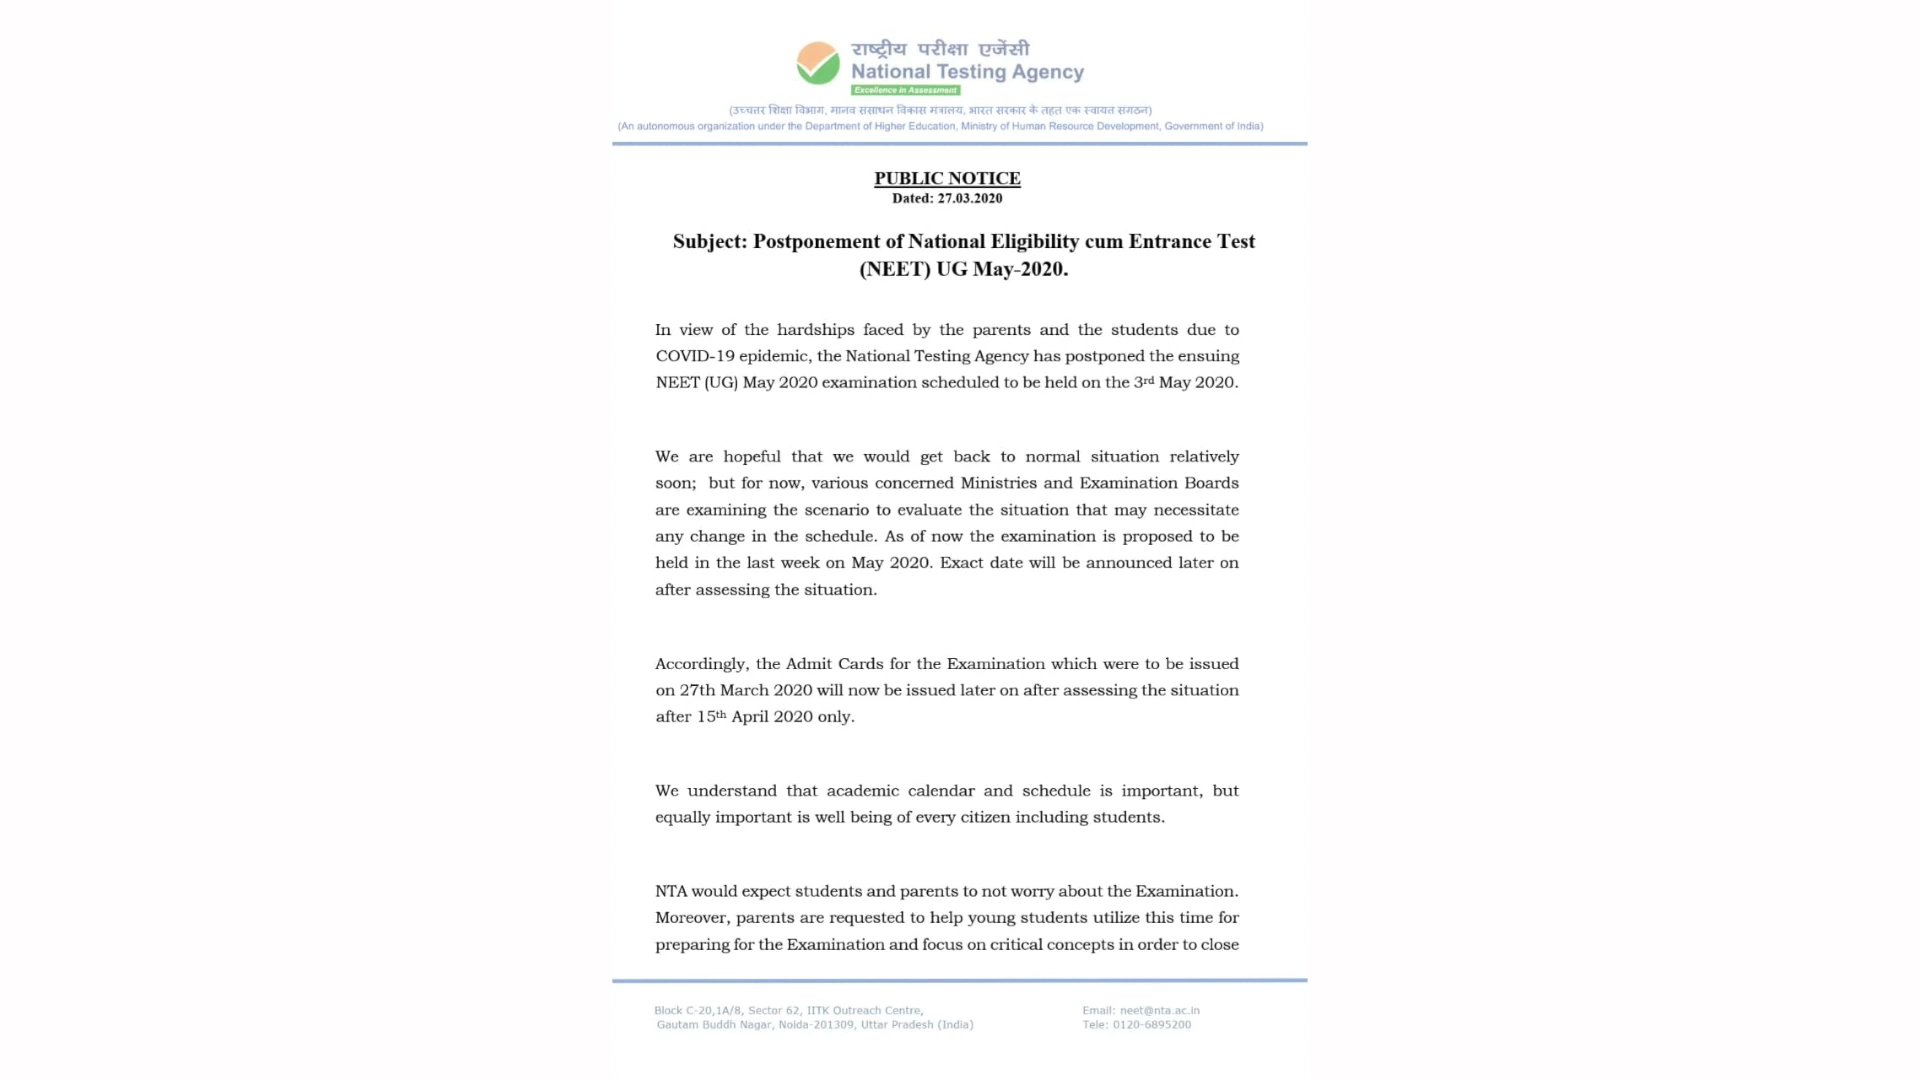 राष्ट्रीय परीक्षा एजेंसी
National Testing Agency
Excellence in Assessment
(उच्चतर शिक्षा विभाग, मानव संसाधन विकास मंत्रालय, भारत सरकार के तहत एक स्वायत्त संगठन)
(An autonomous organization under the Department of Higher Education, Ministry of Human Resource Development, Government of India)
PUBLIC NOTICE
Dated: 27.03.2020
Subject: Postponement of National Eligibility cum Entrance Test
(NEET) UG May-2020.
In view of the hardships faced by the parents and the students due to
COVID-19 epidemic, the National Testing Agency has postponed the ensuing
NEET (UG) May 2020 examination scheduled to be held on the 3rd May 2020.
We are hopeful that we would get back to normal situation relatively
soon; but for now, various concerned Ministries and Examination Boards
are examining the scenario to evaluate the situation that may necessitate
any change in the schedule. As of now the examination is proposed to be
held in the last week on May 2020. Exact date will be announced later on
after assessing the situation.
Accordingly, the Admit Cards for the Examination which were to be issued
on 27th March 2020 will now be issued later on after assessing the situation
after 15th April 2020 only.
We understand that academic calendar and schedule is important, but
equally important is well being of every citizen including students.
NTA would expect students and parents to not worry about the Examination.
Moreover, parents are requested to help young students utilize this time for
preparing for the Examination and focus on critical concepts in order to close
Block C-20,1A/8, Sector 62, IITK Outreach Centre,
Gautam Buddh Nagar, Noida-201309, Uttar Pradesh (India)
Email: neet@nta.ac.in
Tele: 0120-6895200